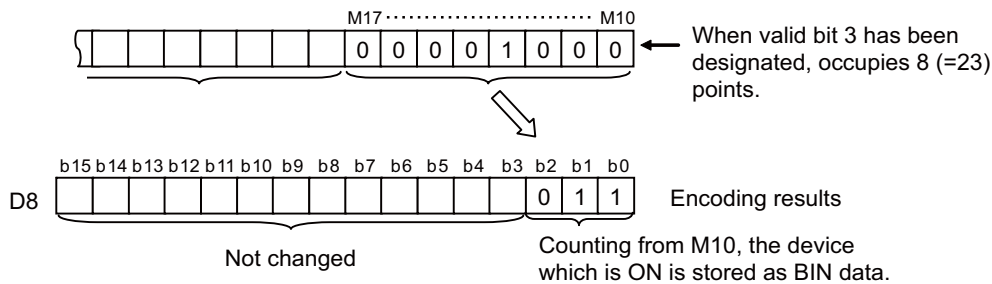 M17 ........................... M10
0 0 0 0 1 0 0 0
When valid bit 3 has been
designated, occupies 8 (=23)
points.
b15 b14 b13 b12 b11 b10 b9 b8 b7 b6 b5 b4 b3 b2 b1 b0
D8 0 1 1 Encoding results
Not changed
Counting from M10, the device
which is ON is stored as BIN data.